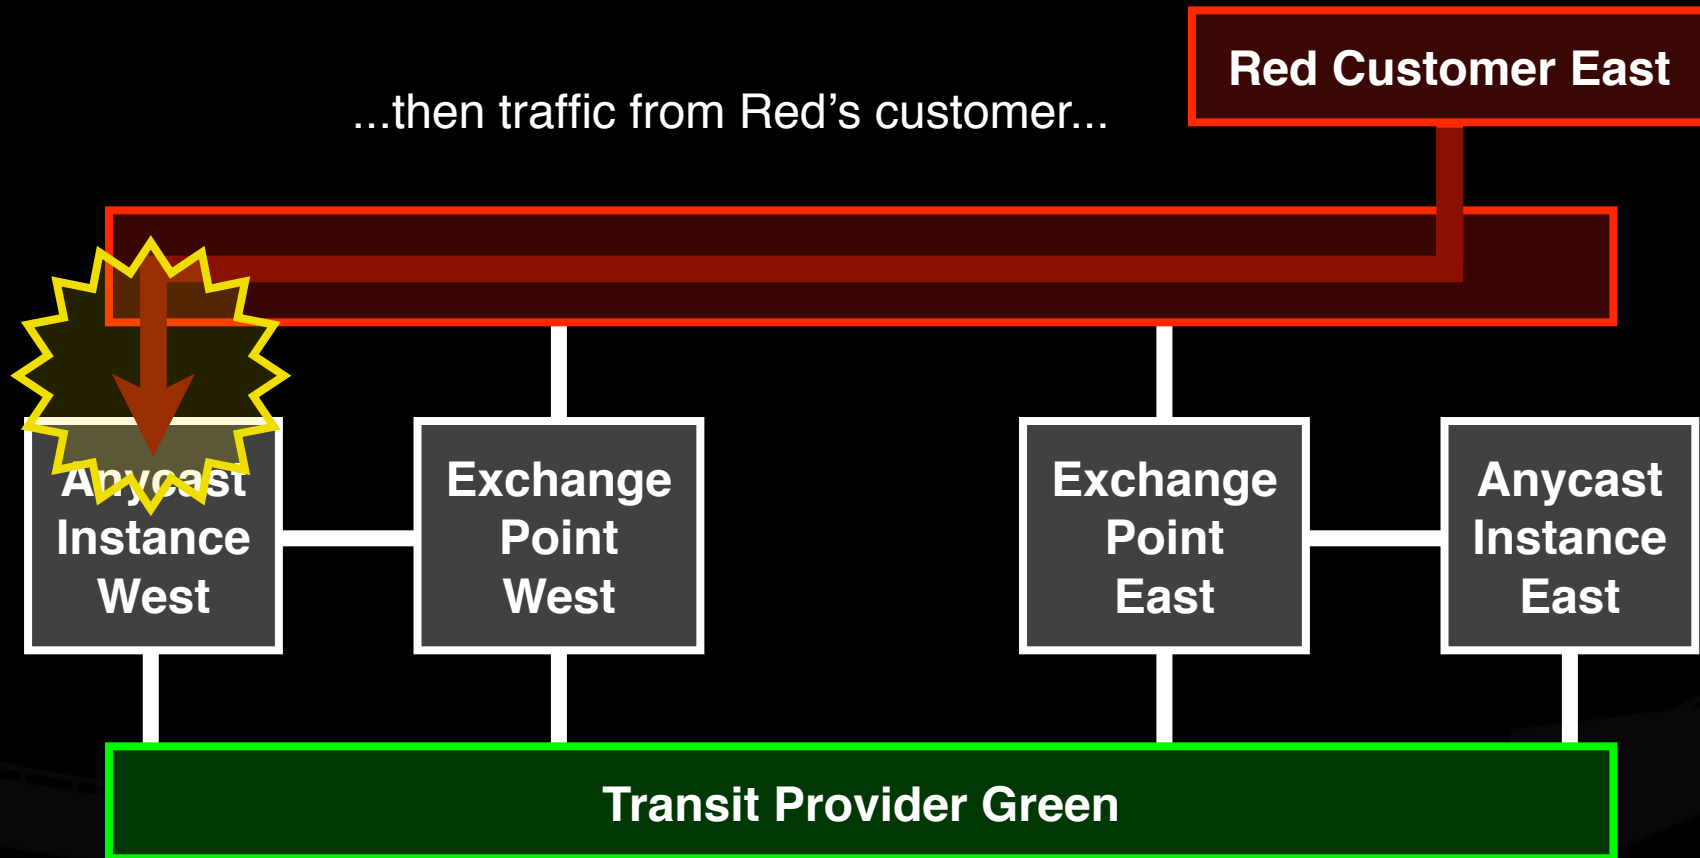 Red Customer East
...then traffic from Red’s customer...
Anycast
Instance
West
Exchange
Point
West
Exchange
Point
East
Anycast
Instance
East
Transit Provider Green